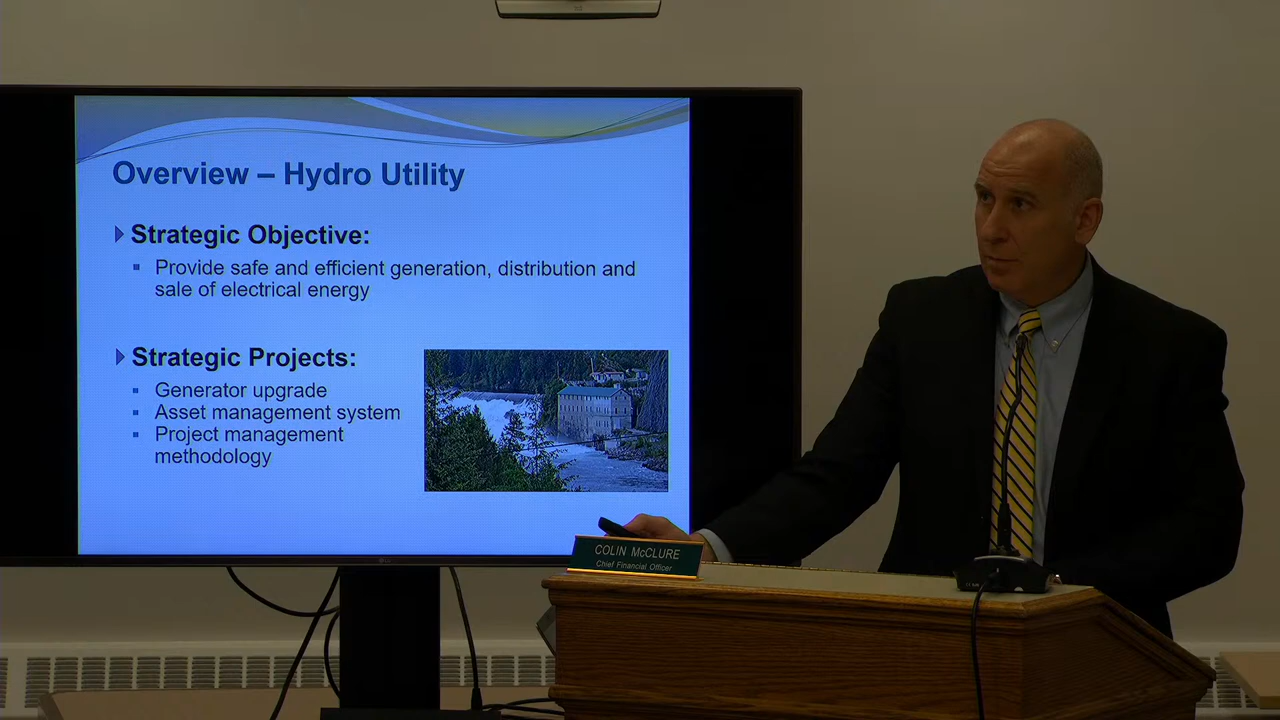 Overview – Hydro Utility
Strategic Objective:
Provide safe and efficient generation, distribution and
sale of electrical energy
Strategic Projects:
Generator upgrade
Asset management system
Project management
methodology
COLIN McCLURE
Chief Financial Officer
LG